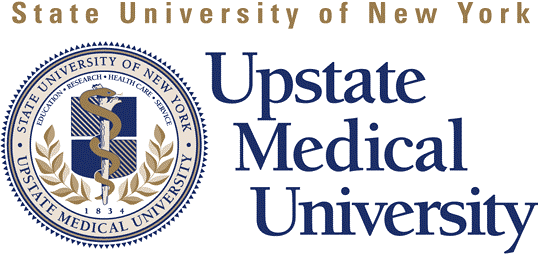 State University of New York
STATE UNIVERSITY OF NEW YORK
EDUCATION • RESEARCH • HEALTH CARE • SERVICE
1834
• UPSTATE MEDICAL UNIVERSITY •
Upstate
Medical
University